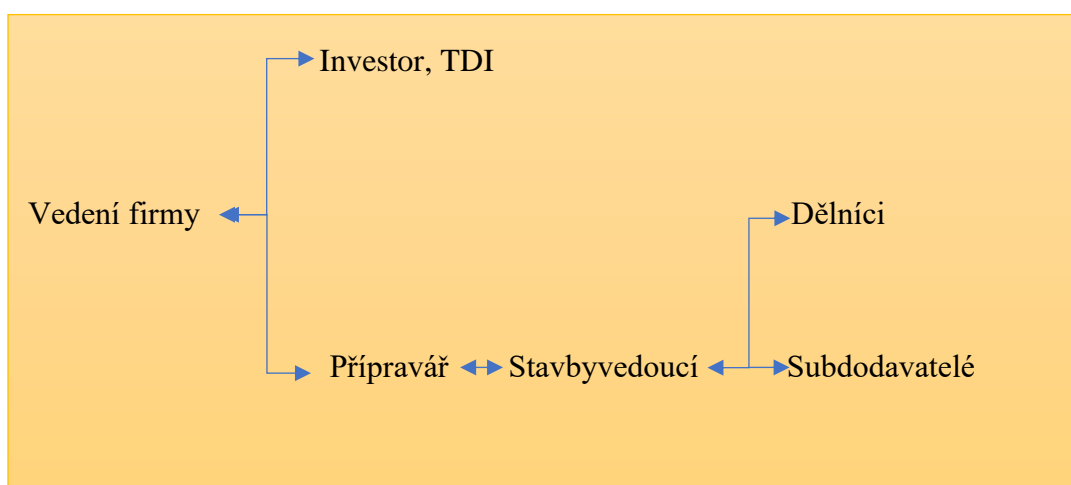 Investor, TDI
Vedení firmy
Dělníci
Přípravář
Stavbyvedoucí
Subdodavatelé